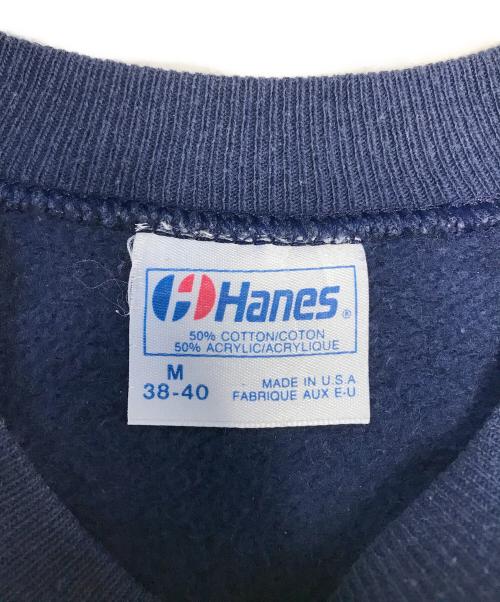 Hanes®
50% COTTON/COTON
50% ACRYLIC/ACRYLIQUE
M
38-40
MADE IN U.S.A
FABRIQUE AUX E-U